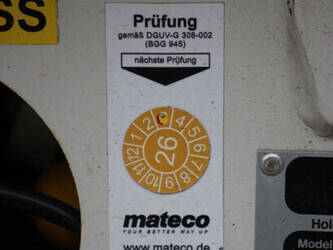 SS
Prüfung
gemäß DGUV-G 308-002
(BGG 945)
nächste Prüfung
1 2 4 5 6 7 8 9 10 11 12
26
mateco
YOUR BETTER WAY UP
www.mateco.de
Hol
Model